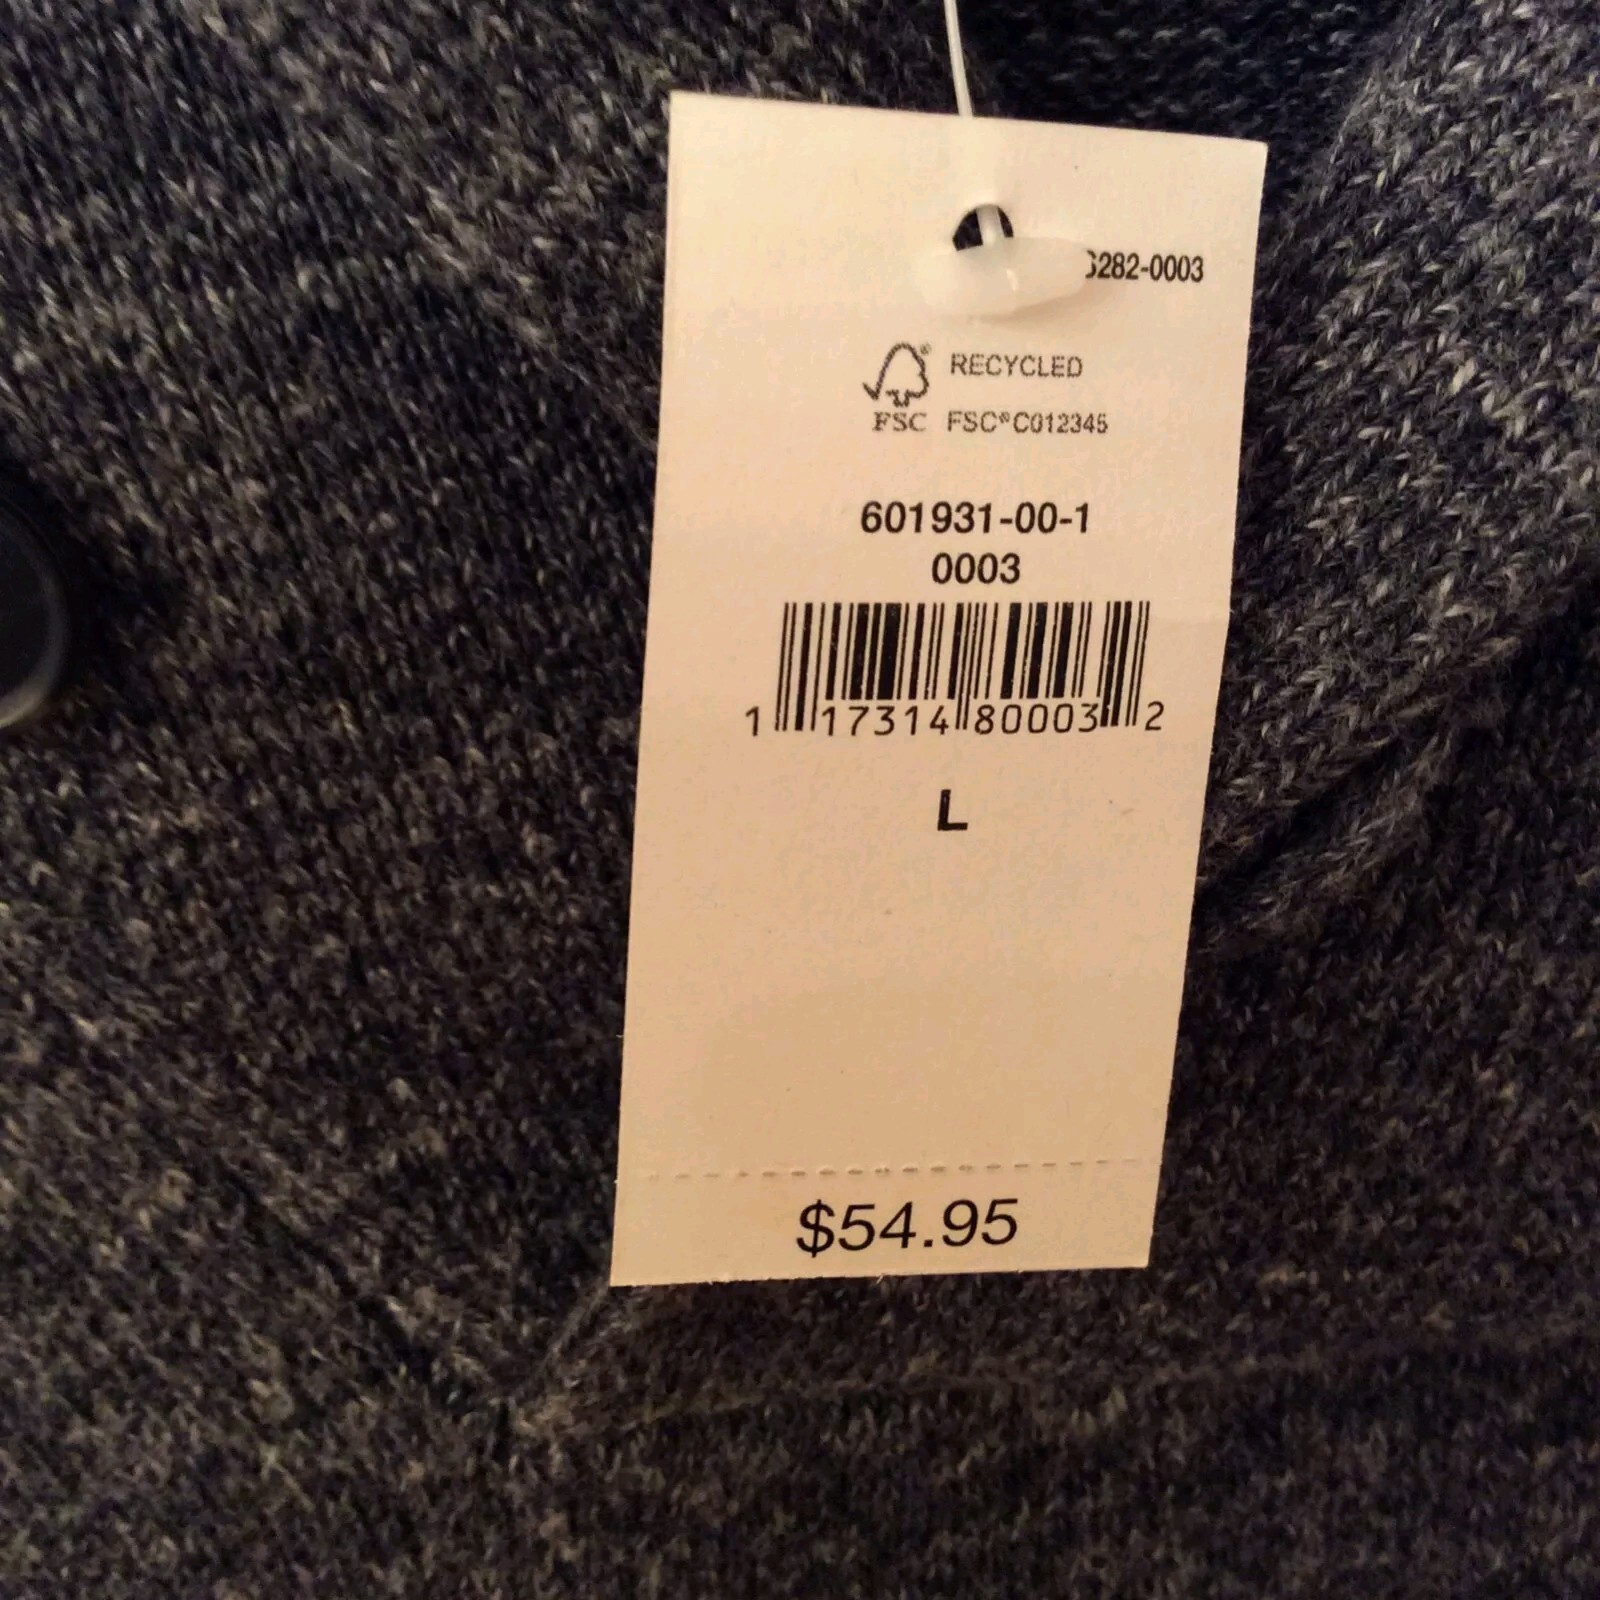 282-0003
RECYCLED
FSC FSC®C012345
601931-00-1
0003
1 17314 80003 2
L
$54.95